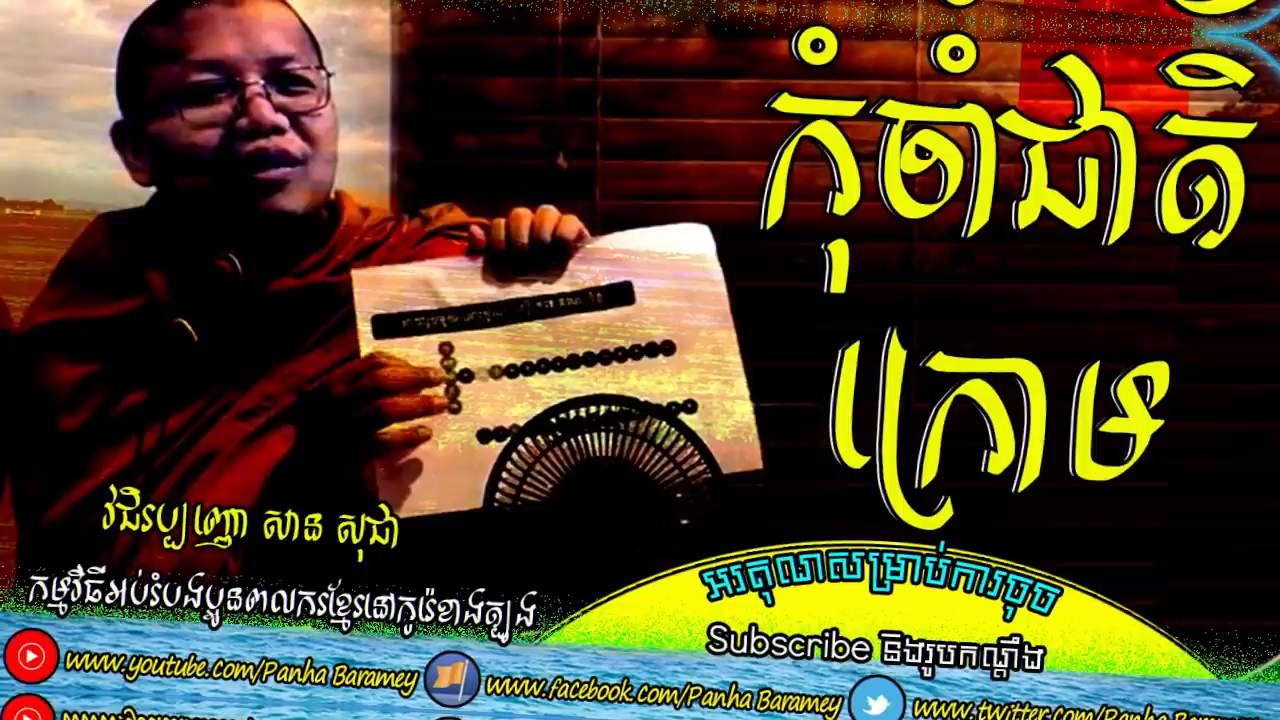 កុំចាំជាតិ
ក្រោម
វជិរប្បញ្ញោ សាន សុជា
កម្មវិធីអប់រំបងប្អូនពលករខ្មែរនៅកូរ៉េខាងត្បូង
អរគុណសម្រាប់ការចុច
Subscribe និងរូបកណ្ដឹង
www.youtube.com/Panha Baramey
www.facebook.com/Panha Baramey
www.twitter.com/Panha Baramey